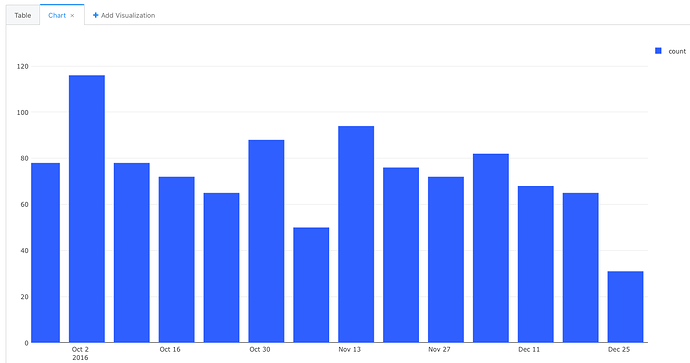 Table
Chart ×
+ Add Visualization
count
120
100
80
60
40
20
0
Oct 2
2016
Oct 16
Oct 30
Nov 13
Nov 27
Dec 11
Dec 25